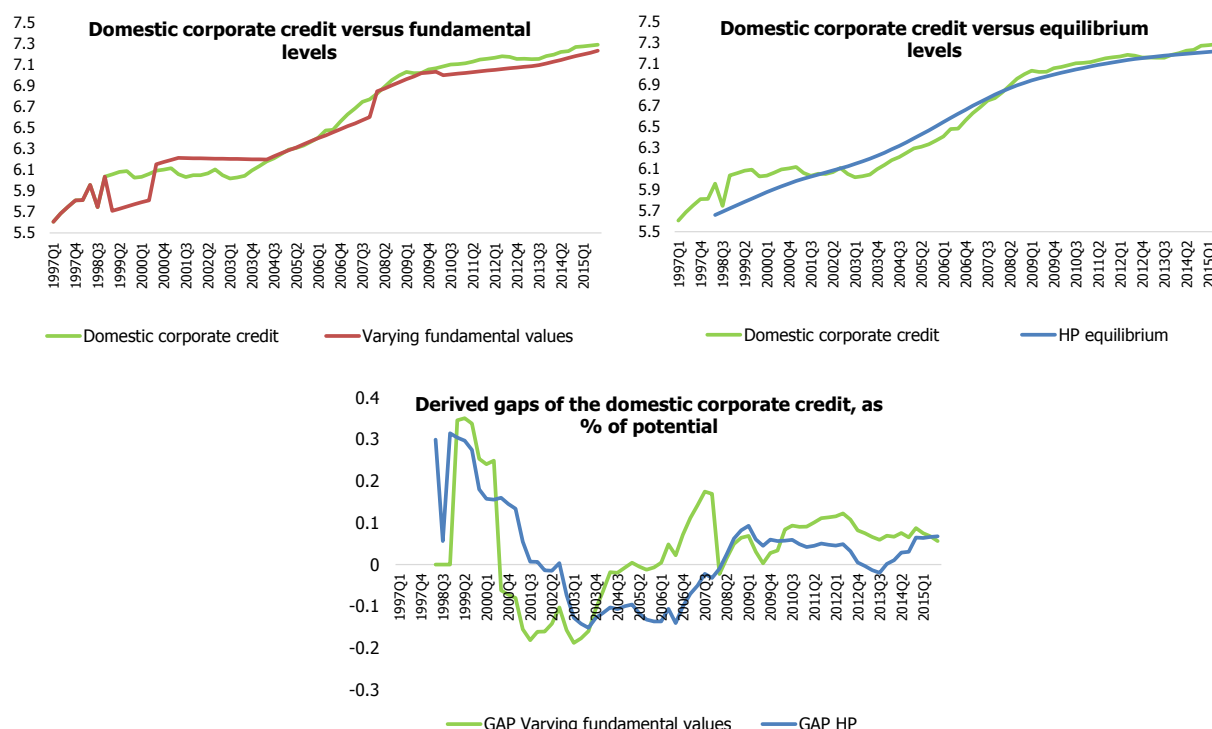 Domestic corporate credit versus fundamental
levels
7.5
7.3
7.1
6.9
6.7
6.5
6.3
6.1
5.9
5.7
5.5
1997Q1
1997Q4
1998Q3
1999Q2
2000Q1
2000Q4
2001Q3
2002Q2
2003Q1
2003Q4
2004Q3
2005Q2
2006Q1
2006Q4
2007Q3
2008Q2
2009Q1
2009Q4
2010Q3
2011Q2
2012Q1
2012Q4
2013Q3
2014Q2
2015Q1
Domestic corporate credit
Varying fundamental values
Domestic corporate credit versus equilibrium
levels
7.5
7.3
7.1
6.9
6.7
6.5
6.3
6.1
5.9
5.7
5.5
1997Q1
1997Q4
1998Q3
1999Q2
2000Q1
2000Q4
2001Q3
2002Q2
2003Q1
2003Q4
2004Q3
2005Q2
2006Q1
2006Q4
2007Q3
2008Q2
2009Q1
2009Q4
2010Q3
2011Q2
2012Q1
2012Q4
2013Q3
2014Q2
2015Q1
Domestic corporate credit
HP equilibrium
Derived gaps of the domestic corporate credit, as
% of potential
0.4
0.3
0.2
0.1
0
-0.1
-0.2
-0.3
1997Q1
1997Q4
1998Q3
1999Q2
2000Q1
2000Q4
2001Q3
2002Q2
2003Q1
2003Q4
2004Q3
2005Q2
2006Q1
2006Q4
2007Q3
2008Q2
2009Q1
2009Q4
2010Q3
2011Q2
2012Q1
2012Q4
2013Q3
2014Q2
2015Q1
GAP Varying fundamental values
GAP HP